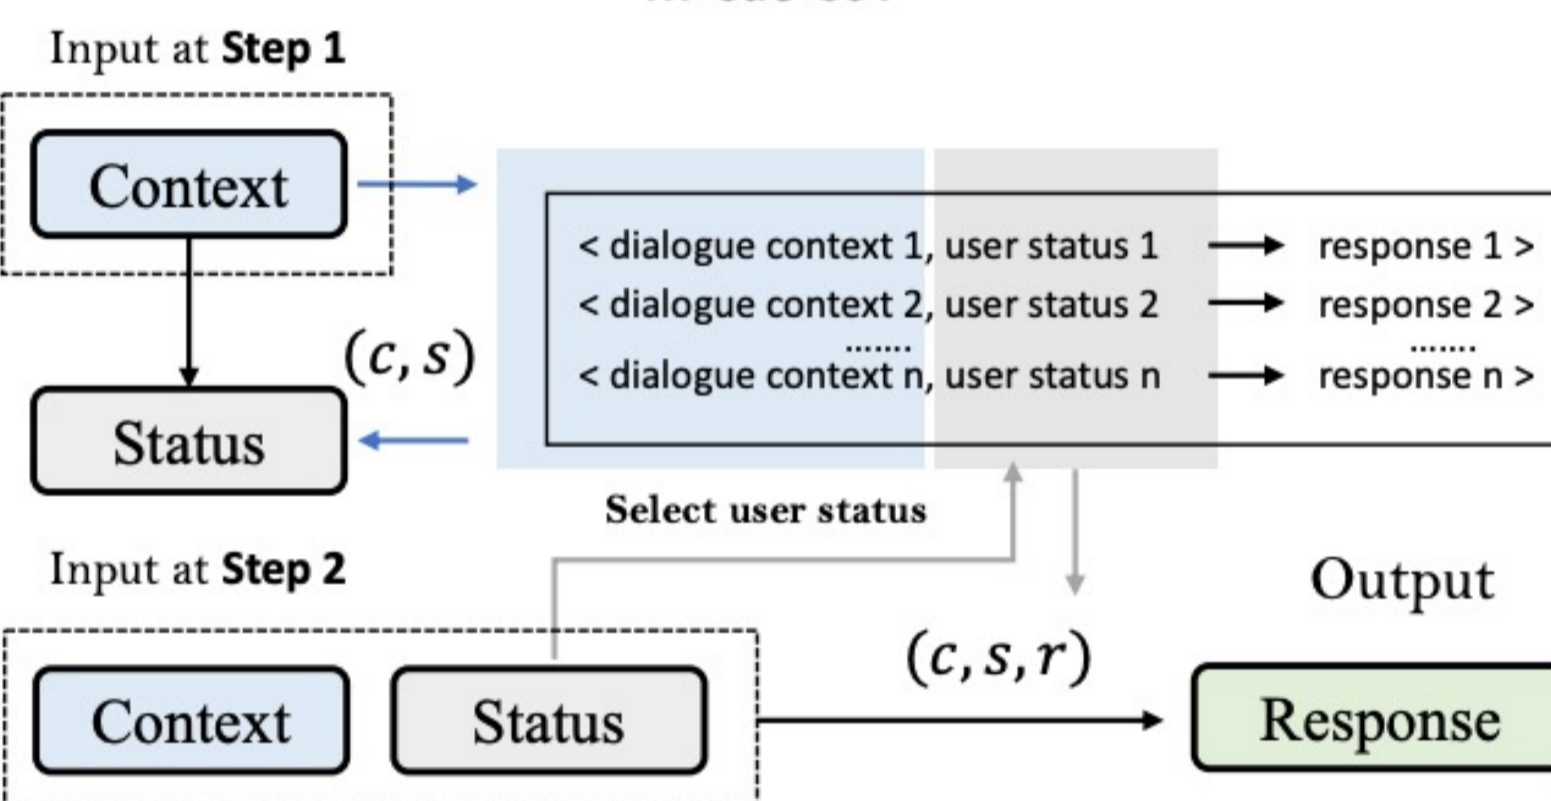 Input at Step 1
Context
< dialogue context 1, user status 1 → response 1 >
< dialogue context 2, user status 2 → response 2 >
....... .......
< dialogue context n, user status n → response n >
(c, s)
Status
Select user status
Input at Step 2
Output
(c, s, r)
Context
Status
Response